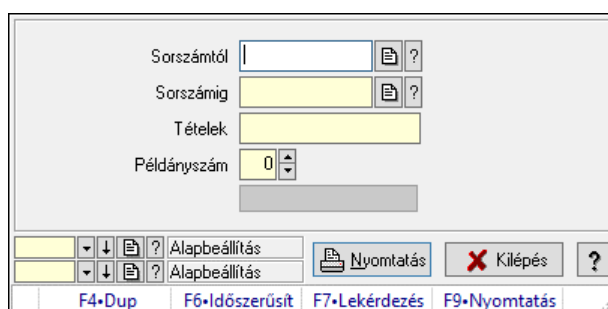 Sorszámtól ?
Sorszámig ?
Tételek
Példányszám 0
? Alapbeállítás
? Alapbeállítás
Nyomtatás Kilépés ?
F4•Dup F6•Időszerűsít F7•Lekérdezés F9•Nyomtatás